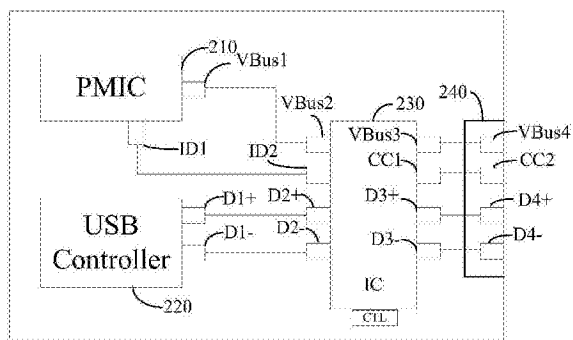 210
VBus1
PMIC
VBus2
230
240
ID1
ID2
VBus3
VBus4
CC1
CC2
D1+
D2+
D3+
D4+
USB
Controller
D1-
D2-
D3-
D4-
220
IC
CTL